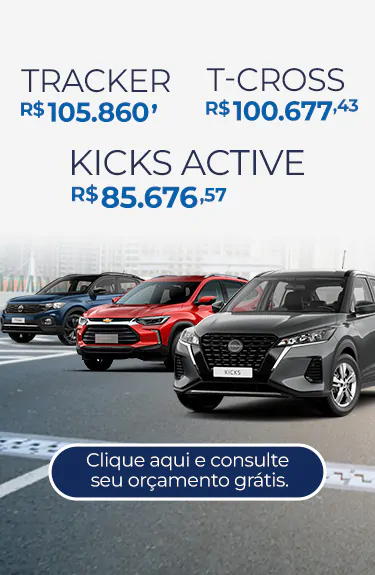 TRACKER
R$105.860,
T-CROSS
R$100.677,43
KICKS ACTIVE
R$85.676,57
KICKS
Clique aqui e consulte
seu orçamento grátis.